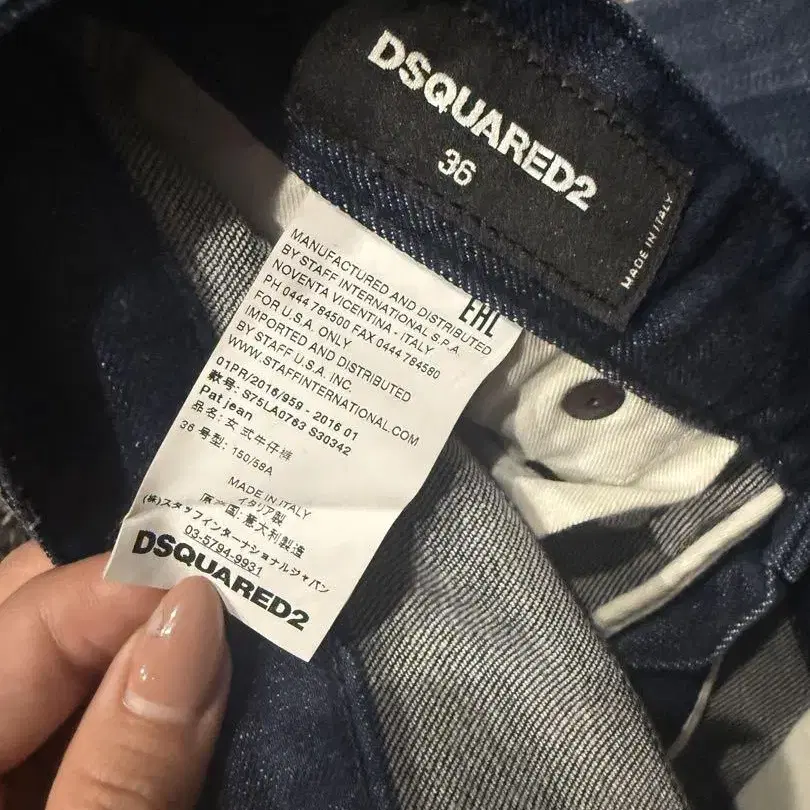 DSQUARED2
36
MADE IN ITALY
EAC
MANUFACTURED AND DISTRIBUTED
BY STAFF INTERNATIONAL S.P.A.
NOVENTA VICENTINA - ITALY
PH 0444 784500 FAX 0444 784580
FOR U.S.A. ONLY
IMPORTED AND DISTRIBUTED
BY STAFF U.S.A. INC.
WWW.STAFFINTERNATIONAL.COM
01PR/2016/959 - 2016 01
款号: S75LA0763 S30342
Pat jean
品名: 女式牛仔裤
36 号型: 150/58A
MADE IN ITALY
イタリア製
原产国: 意大利製造
(株)スタッフインターナショナルジャパン
03-5794-9931
DSQUARED2